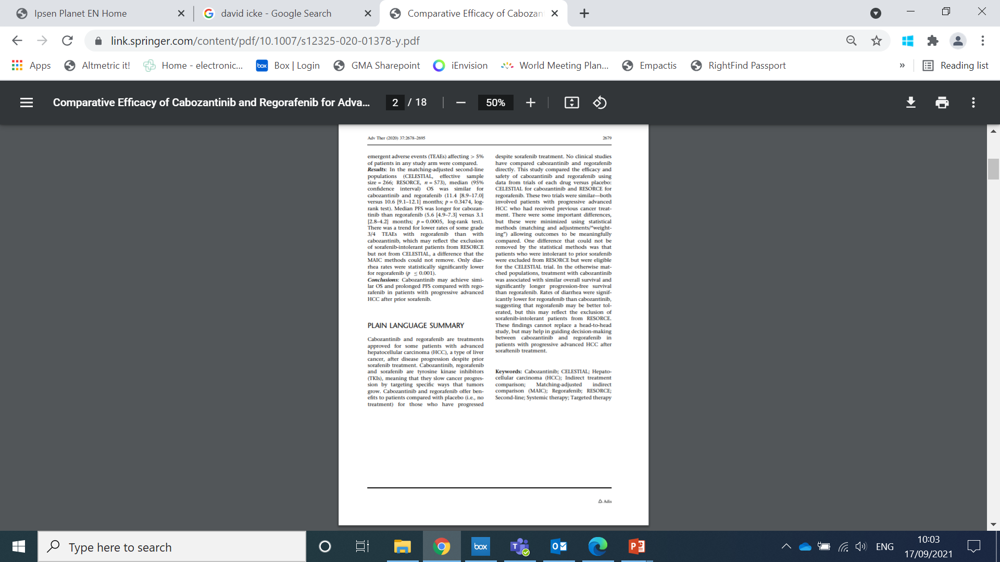 Ipsen Planet EN Home
david icke - Google Search
Comparative Efficacy of Cabozan
link.springer.com/content/pdf/10.1007/s12325-020-01378-y.pdf
Apps
Altmetric it!
Home - electronic...
box
Box | Login
GMA Sharepoint
iEnvision
World Meeting Plan...
Empactis
RightFind Passport
»
Reading list
Comparative Efficacy of Cabozantinib and Regorafenib for Adva...
2 / 18
50%
Adv Ther (2020) 37:2678–2695
2679
emergent adverse events (TEAEs) affecting > 5%
of patients in any study arm were compared.
Results: In the matching-adjusted second-line
populations (CELESTIAL, effective sample
size = 266; RESORCE, n = 573), median (95%
confidence interval) OS was similar for
cabozantinib and regorafenib (11.4 [8.9–17.0]
versus 10.6 [9.1–12.1] months; p = 0.3474, log-
rank test). Median PFS was longer for cabozan-
tinib than regorafenib (5.6 [4.9–7.3] versus 3.1
[2.8–4.2] months; p = 0.0005, log-rank test).
There was a trend for lower rates of some grade
3/4 TEAEs with regorafenib than with
cabozantinib, which may reflect the exclusion
of sorafenib-intolerant patients from RESORCE
but not from CELESTIAL, a difference that the
MAIC methods could not remove. Only diar-
rhea rates were statistically significantly lower
for regorafenib (p ≤ 0.001).
Conclusions: Cabozantinib may achieve simi-
lar OS and prolonged PFS compared with rego-
rafenib in patients with progressive advanced
HCC after prior sorafenib.
PLAIN LANGUAGE SUMMARY
Cabozantinib and regorafenib are treatments
approved for some patients with advanced
hepatocellular carcinoma (HCC), a type of liver
cancer, after disease progression despite prior
sorafenib treatment. Cabozantinib, regorafenib
and sorafenib are tyrosine kinase inhibitors
(TKIs), meaning that they slow cancer progres-
sion by targeting specific ways that tumors
grow. Cabozantinib and regorafenib offer ben-
efits to patients compared with placebo (i.e., no
treatment) for those who have progressed
despite sorafenib treatment. No clinical studies
have compared cabozantinib and regorafenib
directly. This study compared the efficacy and
safety of cabozantinib and regorafenib using
data from trials of each drug versus placebo:
CELESTIAL for cabozantinib and RESORCE for
regorafenib. These two trials were similar—both
involved patients with progressive advanced
HCC who had received previous cancer treat-
ment. There were some important differences,
but these were minimized using statistical
methods (matching and adjustments/“weight-
ing”) allowing outcomes to be meaningfully
compared. One difference that could not be
removed by the statistical methods was that
patients who were intolerant to prior sorafenib
were excluded from RESORCE but were eligible
for the CELESTIAL trial. In the otherwise mat-
ched populations, treatment with cabozantinib
was associated with similar overall survival and
significantly longer progression-free survival
than regorafenib. Rates of diarrhea were signif-
icantly lower for regorafenib than cabozantinib,
suggesting that regorafenib may be better tol-
erated, but this may reflect the exclusion of
sorafenib-intolerant patients from RESORCE.
These findings cannot replace a head-to-head
study, but may help in guiding decision-making
between cabozantinib and regorafenib in
patients with progressive advanced HCC after
soraftenib treatment.
Keywords: Cabozantinib; CELESTIAL; Hepato-
cellular carcinoma (HCC); Indirect treatment
comparison; Matching-adjusted indirect
comparison (MAIC); Regorafenib; RESORCE;
Second-line; Systemic therapy; Targeted therapy
Adis
Type here to search
box
ENG
10:03
17/09/2021